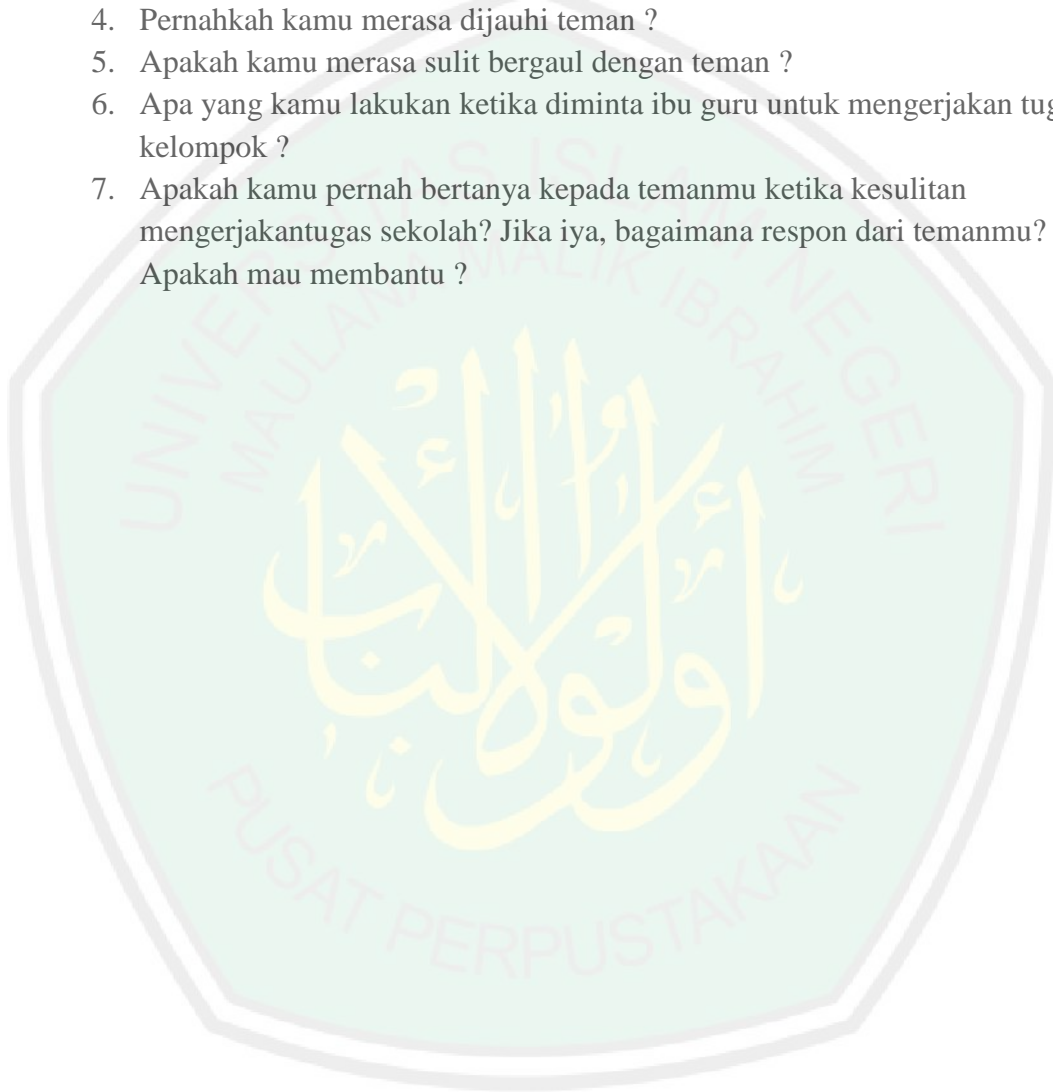 4. Pernahkah kamu merasa dijauhi teman ?
5. Apakah kamu merasa sulit bergaul dengan teman ?
6. Apa yang kamu lakukan ketika diminta ibu guru untuk mengerjakan tug
kelompok ?
7. Apakah kamu pernah bertanya kepada temanmu ketika kesulitan
mengerjakantugas sekolah? Jika iya, bagaimana respon dari temanmu?
Apakah mau membantu ?
UNIVERSITAS ISLAM NEGERI
MAULANA MALIK IBRAHIM
أولوا الألباب
PUSAT PERPUSTAKAAN